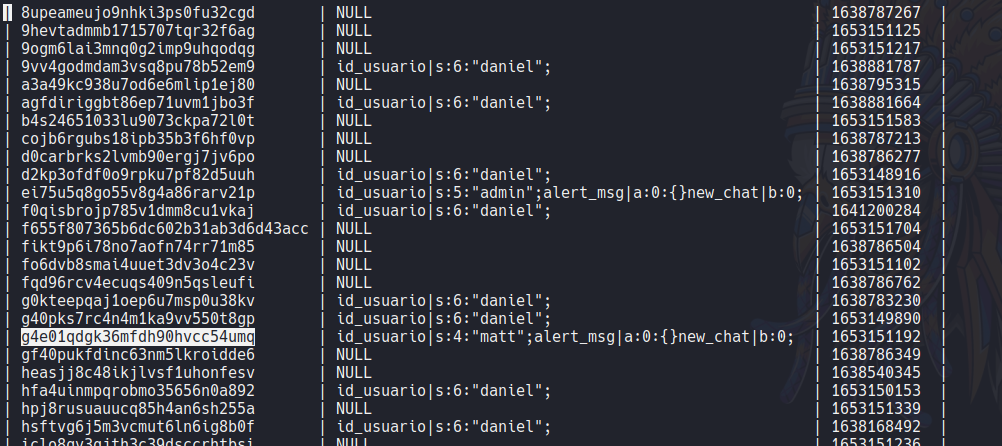 | 8upeameujo9nhki3ps0fu32cgd | NULL | 1638787267 |
| 9hevtadmmb1715707tqr32f6ag | NULL | 1653151125 |
| 9ogm6lai3mnq0g2imp9uhqodqg | NULL | 1653151217 |
| 9vv4godmdam3vsq8pu78b52em9 | id_usuario|s:6:"daniel"; | 1638881787 |
| a3a49kc938u7od6e6mlip1ej80 | NULL | 1638795315 |
| agfdiriggbt86ep71uvm1jbo3f | id_usuario|s:6:"daniel"; | 1638881664 |
| b4s24651033lu9073ckpa72l0t | NULL | 1653151583 |
| cojb6rgubs18ipb35b3f6hf0vp | NULL | 1638787213 |
| d0carbrks2lvmb90ergj7jv6po | NULL | 1638786277 |
| d2kp3ofdf0o9rpku7pf82d5uuh | id_usuario|s:6:"daniel"; | 1653148916 |
| ei75u5q8go55v8g4a86rarv21p | id_usuario|s:5:"admin";alert_msg|a:0:{}new_chat|b:0; | 1653151310 |
| f0qisbrojp785v1dmm8cu1vkaj | id_usuario|s:6:"daniel"; | 1641200284 |
| f655f807365b6dc602b31ab3d6d43acc | NULL | 1653151704 |
| fikt9p6i78no7aofn74rr71m85 | NULL | 1638786504 |
| fo6dvb8smai4uuet3dv3o4c23v | NULL | 1653151102 |
| fqd96rcv4ecuqs409n5qsleufi | NULL | 1638786762 |
| g0kteepqaj1oep6u7msp0u38kv | id_usuario|s:6:"daniel"; | 1638783230 |
| g40pks7rc4n4m1ka9vv550t8gp | id_usuario|s:6:"daniel"; | 1653149890 |
| g4e01qdgk36mfdh90hvcc54umq | id_usuario|s:4:"matt";alert_msg|a:0:{}new_chat|b:0; | 1653151192 |
| gf40pukfdinc63nm5lkroidde6 | NULL | 1638786349 |
| heasjj8c48ikjlvsf1uhonfesv | NULL | 1638540345 |
| hfa4uinmpqrobmo35656n0a892 | id_usuario|s:6:"daniel"; | 1653150153 |
| hpj8rusuauucq85h4an6sh255a | NULL | 1653151339 |
| hsftvg6j5m3vcmut6ln6ig8b0f | id_usuario|s:6:"daniel"; | 1638168492 |
| NULL | 1653151236 |